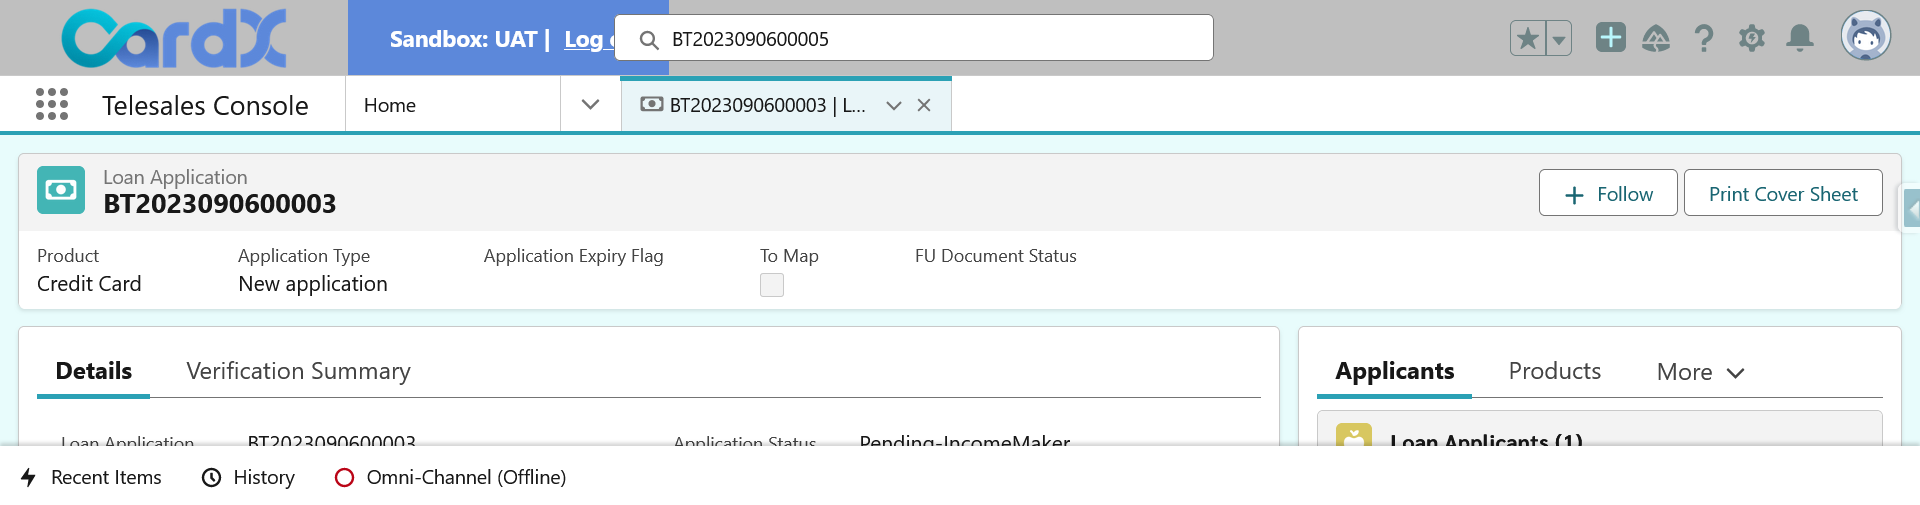 CardX
Sandbox: UAT | Log
BT2023090600005
Telesales Console
Home
BT2023090600003 | L...
Loan Application
BT2023090600003
Follow
Print Cover Sheet
Product
Application Type
Application Expiry Flag
To Map
FU Document Status
Credit Card
New application
Details
Verification Summary
Applicants
Products
More
Loan Application
BT2023090600003
Application Status
Pending-IncomeMaker
Loan Applicants (1)
Recent Items
History
Omni-Channel (Offline)